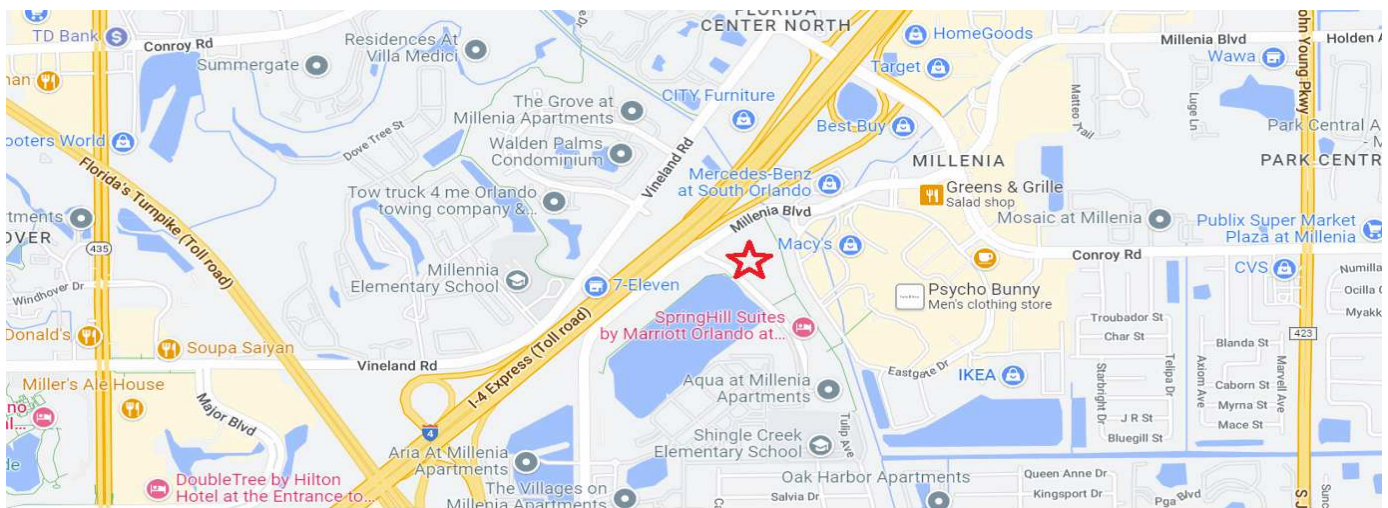 FLORIDA
CENTER NORTH
TD Bank
Conroy Rd
Residences At
Villa Medici
HomeGoods
Millenia Blvd
Holden A
Summergate
Target
Wawa
John Young Pkwy
man
The Grove at
Millenia Apartments
CITY Furniture
Matteo Trail
Luge Ln
ooters World
Dove Tree St
Best Buy
Park Central A
- M
Walden Palms
Condominium
Vineland Rd
MILLENIA
PARK CENTR
Florida's Turnpike (Toll road)
Mercedes-Benz
at South Orlando
Greens & Grille
Salad shop
Tow truck 4 me Orlando
towing company &...
Millenia Blvd
Mosaic at Millenia
Publix Super Market
Plaza at Millenia
rtments
OVER
435
Macy's
Conroy Rd
CVS
Numilla
Millennia
Elementary School
7-Eleven
Psycho Bunny
Men's clothing store
Ocilla C
Windhover Dr
Myakk
SpringHill Suites
by Marriott Orlando at...
Troubador St
Char St
423
Donald's
Soupa Saiyan
I-4 Express (Toll road)
Blanda St
Vineland Rd
Eastgate Dr
IKEA
Starbright Dr
Telipa Dr
Axiom Ave
Marvell Ave
Miller's Ale House
Aqua at Millenia
Apartments
Caborn St
Myrna St
no
al...
Major Blvd
J R St
Mace St
Tulip Ave
Bluegill St
4
Shingle Creek
Elementary School
de
Aria At Millenia
Apartments
DoubleTree by Hilton
Hotel at the Entrance to...
Oak Harbor Apartments
Queen Anne Dr
The Villages on
Millenia Apartments
Salvia Dr
Kingsport Dr
Pga Blvd
S J
Sunc